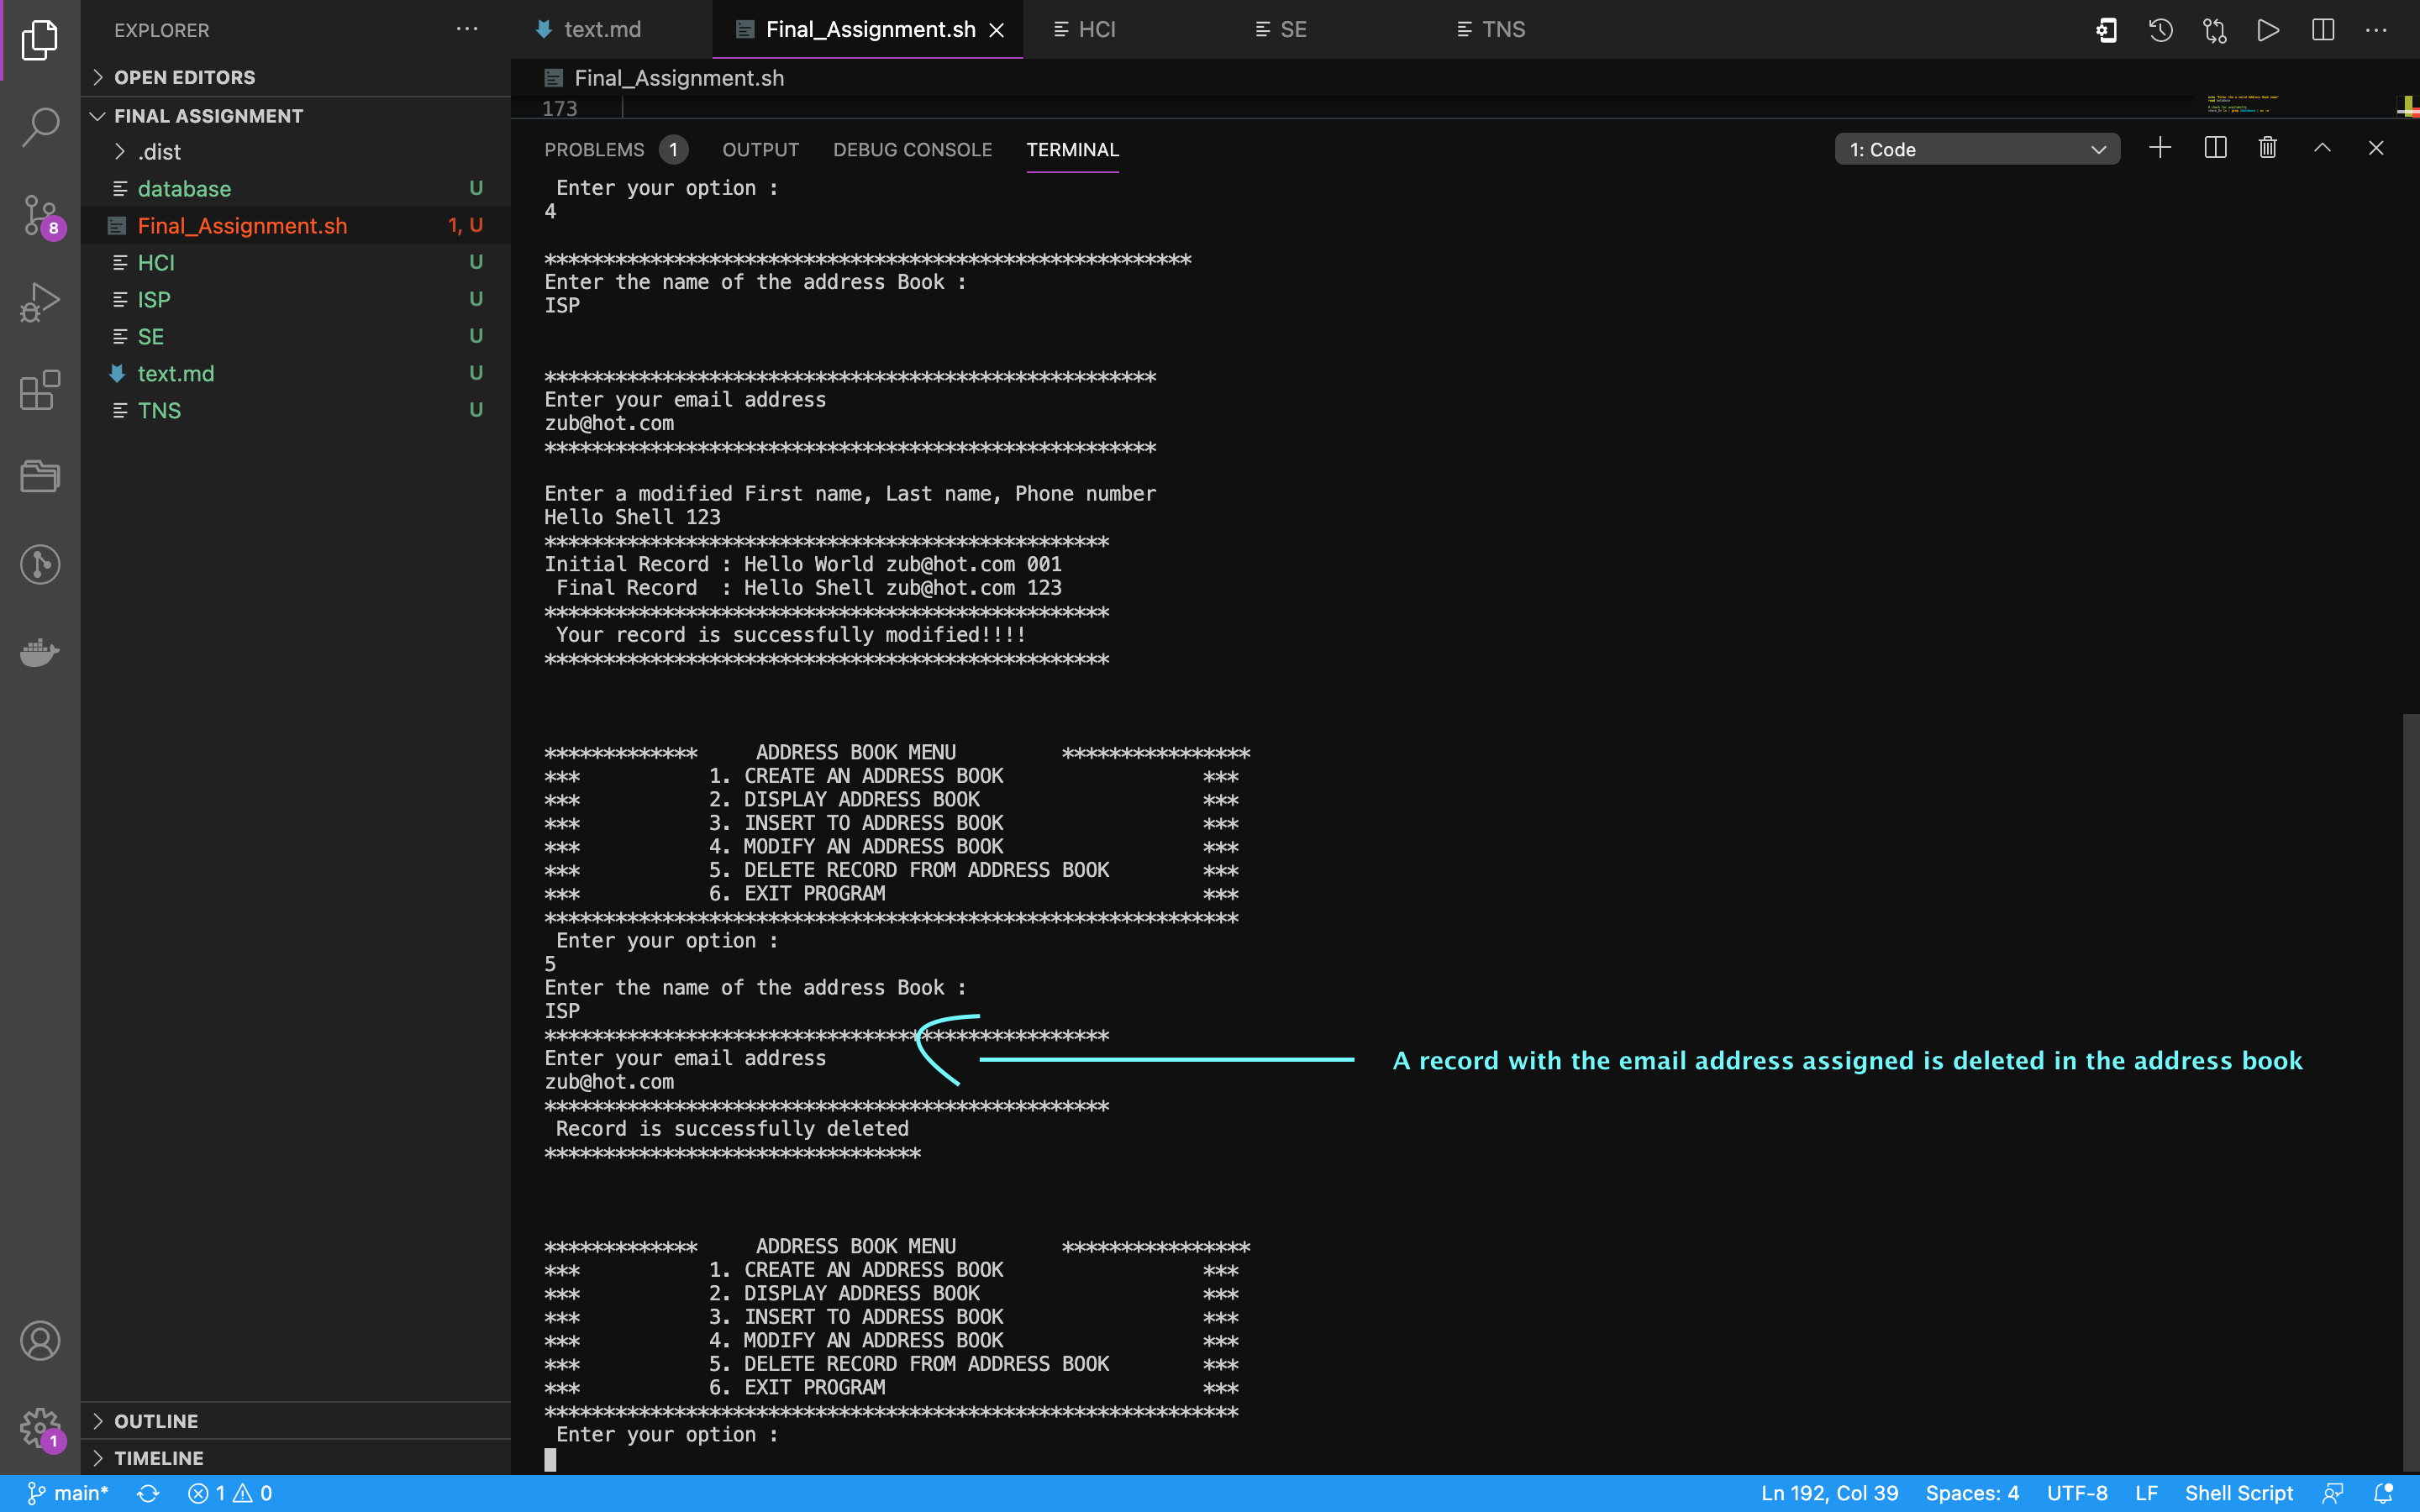 EXPLORER
OPEN EDITORS
FINAL ASSIGNMENT
.dist
database U
Final_Assignment.sh 1, U
HCI U
ISP U
SE U
text.md U
TNS U
OUTLINE
TIMELINE
8
1
text.md Final_Assignment.sh HCI SE TNS
Final_Assignment.sh
173
PROBLEMS 1 OUTPUT DEBUG CONSOLE TERMINAL 1: Code
Enter your option :
4
*******************************************************
Enter the name of the address Book :
ISP
****************************************************
Enter your email address
zub@hot.com
****************************************************
Enter a modified First name, Last name, Phone number
Hello Shell 123
************************************************
Initial Record : Hello World zub@hot.com 001
Final Record  : Hello Shell zub@hot.com 123
************************************************
Your record is successfully modified!!!!
************************************************
*************     ADDRESS BOOK MENU         ****************
***           1. CREATE AN ADDRESS BOOK                 ***
***           2. DISPLAY ADDRESS BOOK                   ***
***           3. INSERT TO ADDRESS BOOK                 ***
***           4. MODIFY AN ADDRESS BOOK                 ***
***           5. DELETE RECORD FROM ADDRESS BOOK        ***
***           6. EXIT PROGRAM                           ***
***********************************************************
Enter your option :
5
Enter the name of the address Book :
ISP
************************************************
Enter your email address
A record with the email address assigned is deleted in the address book
zub@hot.com
************************************************
Record is successfully deleted
********************************
*************     ADDRESS BOOK MENU         ****************
***           1. CREATE AN ADDRESS BOOK                 ***
***           2. DISPLAY ADDRESS BOOK                   ***
***           3. INSERT TO ADDRESS BOOK                 ***
***           4. MODIFY AN ADDRESS BOOK                 ***
***           5. DELETE RECORD FROM ADDRESS BOOK        ***
***           6. EXIT PROGRAM                           ***
***********************************************************
Enter your option :
main* 1 0 Ln 192, Col 39 Spaces: 4 UTF-8 LF Shell Script